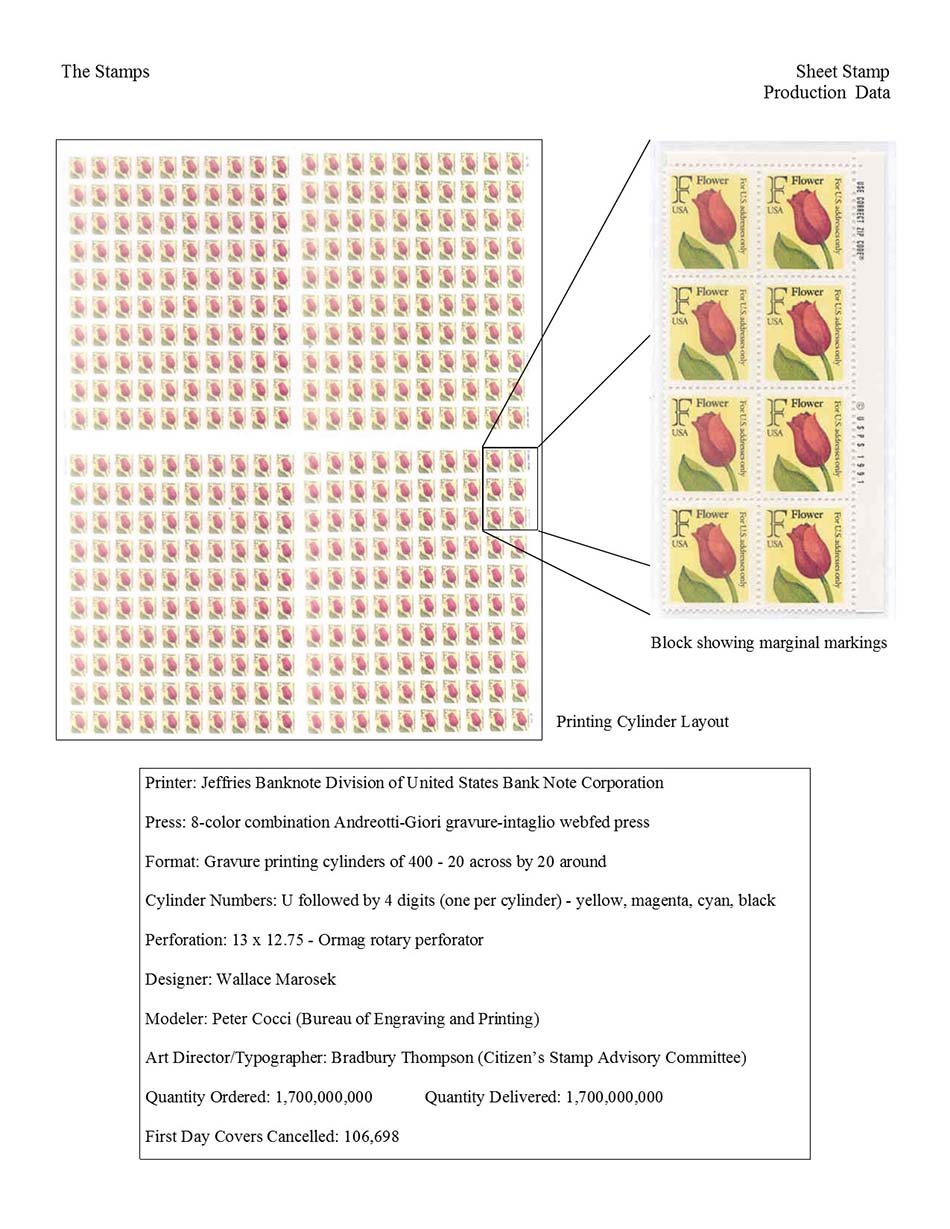 The Stamps
Sheet Stamp
Production Data
F Flower
USA
For U.S. addresses only
F Flower
USA
For U.S. addresses only
USE CORRECT ZIP CODE
F Flower
USA
For U.S. addresses only
F Flower
USA
For U.S. addresses only
F Flower
USA
For U.S. addresses only
F Flower
USA
For U.S. addresses only
© USPS 1991
F Flower
USA
For U.S. addresses only
F Flower
USA
For U.S. addresses only
Block showing marginal markings
Printing Cylinder Layout
Printer: Jeffries Banknote Division of United States Bank Note Corporation
Press: 8-color combination Andreotti-Giori gravure-intaglio webfed press
Format: Gravure printing cylinders of 400 - 20 across by 20 around
Cylinder Numbers: U followed by 4 digits (one per cylinder) - yellow, magenta, cyan, black
Perforation: 13 x 12.75 - Ormag rotary perforator
Designer: Wallace Marosek
Modeler: Peter Cocci (Bureau of Engraving and Printing)
Art Director/Typographer: Bradbury Thompson (Citizen’s Stamp Advisory Committee)
Quantity Ordered: 1,700,000,000 Quantity Delivered: 1,700,000,000
First Day Covers Cancelled: 106,698